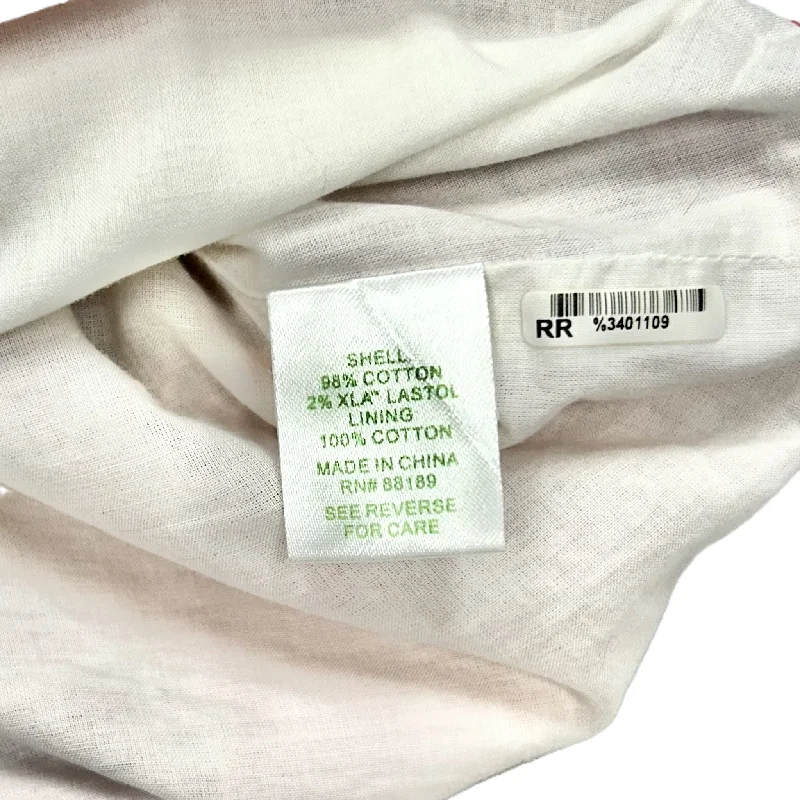 SHELL:
98% COTTON
2% XLA™ LASTOL
LINING
100% COTTON
MADE IN CHINA
RN# 88189
SEE REVERSE
FOR CARE
RR %3401109